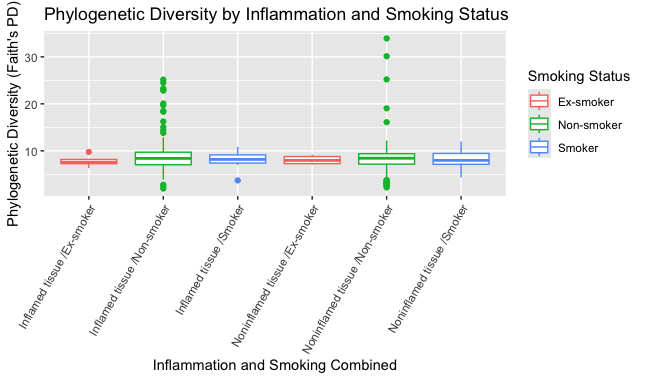 Phylogenetic Diversity by Inflammation and Smoking Status
Phylogenetic Diversity (Faith's PD)
30
20
10
Inflamed tissue /Ex-smoker
Inflamed tissue /Non-smoker
Inflamed tissue /Smoker
Noninflamed tissue /Ex-smoker
Noninflamed tissue /Non-smoker
Noninflamed tissue /Smoker
Inflammation and Smoking Combined
Smoking Status
Ex-smoker
Non-smoker
Smoker